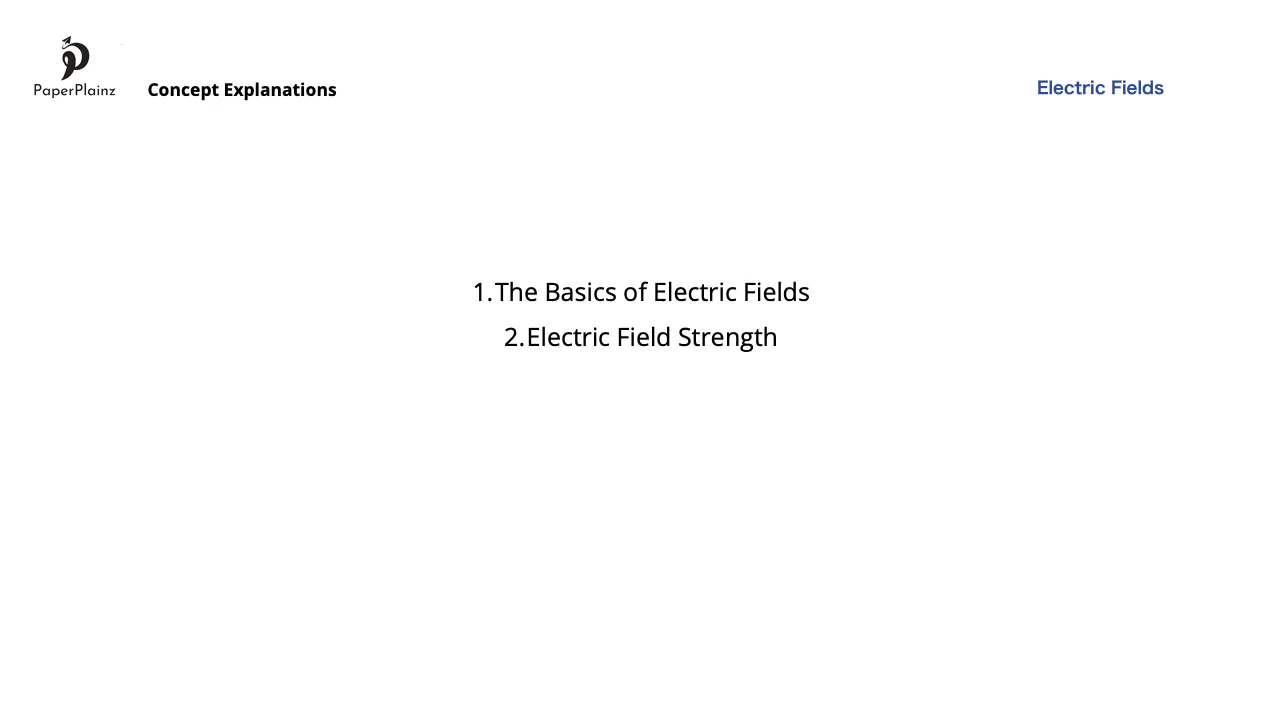 PaperPlainz
Concept Explanations
Electric Fields
1.The Basics of Electric Fields
2.Electric Field Strength